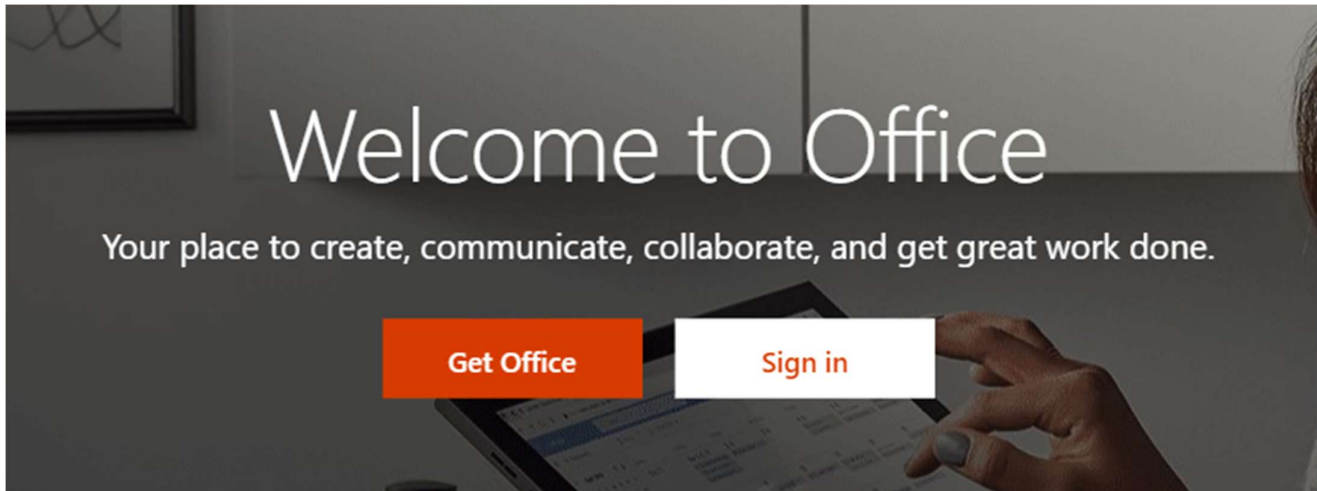 Welcome to Office
Your place to create, communicate, collaborate, and get great work done.
Get Office
Sign in